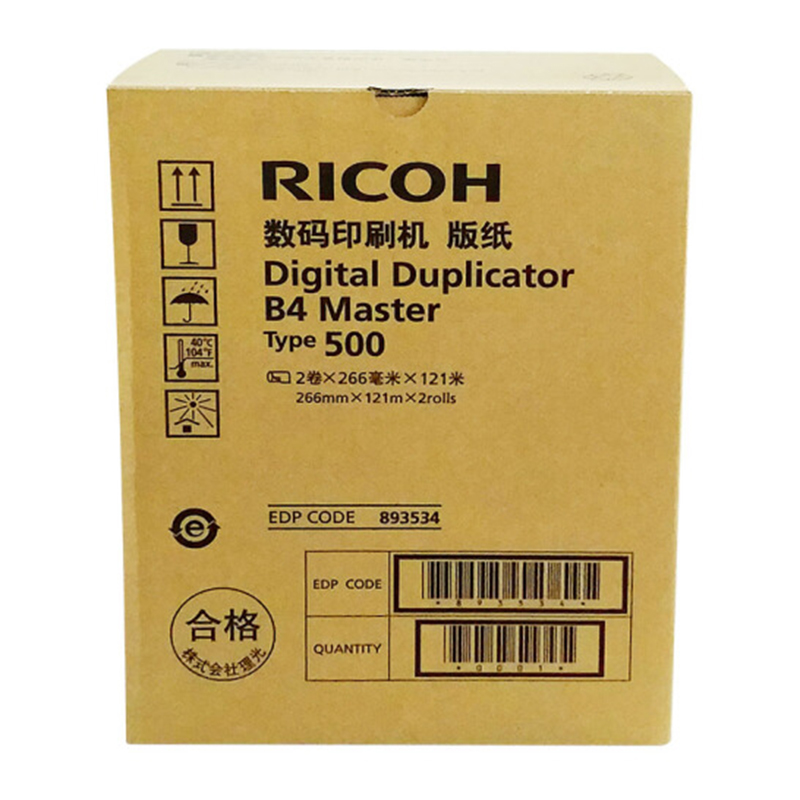 RICOH
数码印刷机 版纸
Digital Duplicator
B4 Master
Type 500
2卷×266毫米×121米
266mm×121m×2rolls
40°C
104°F
max.
EDP CODE 893534
EDP CODE
*893534*
QUANTITY
*0001*
e
合格
株式会社理光